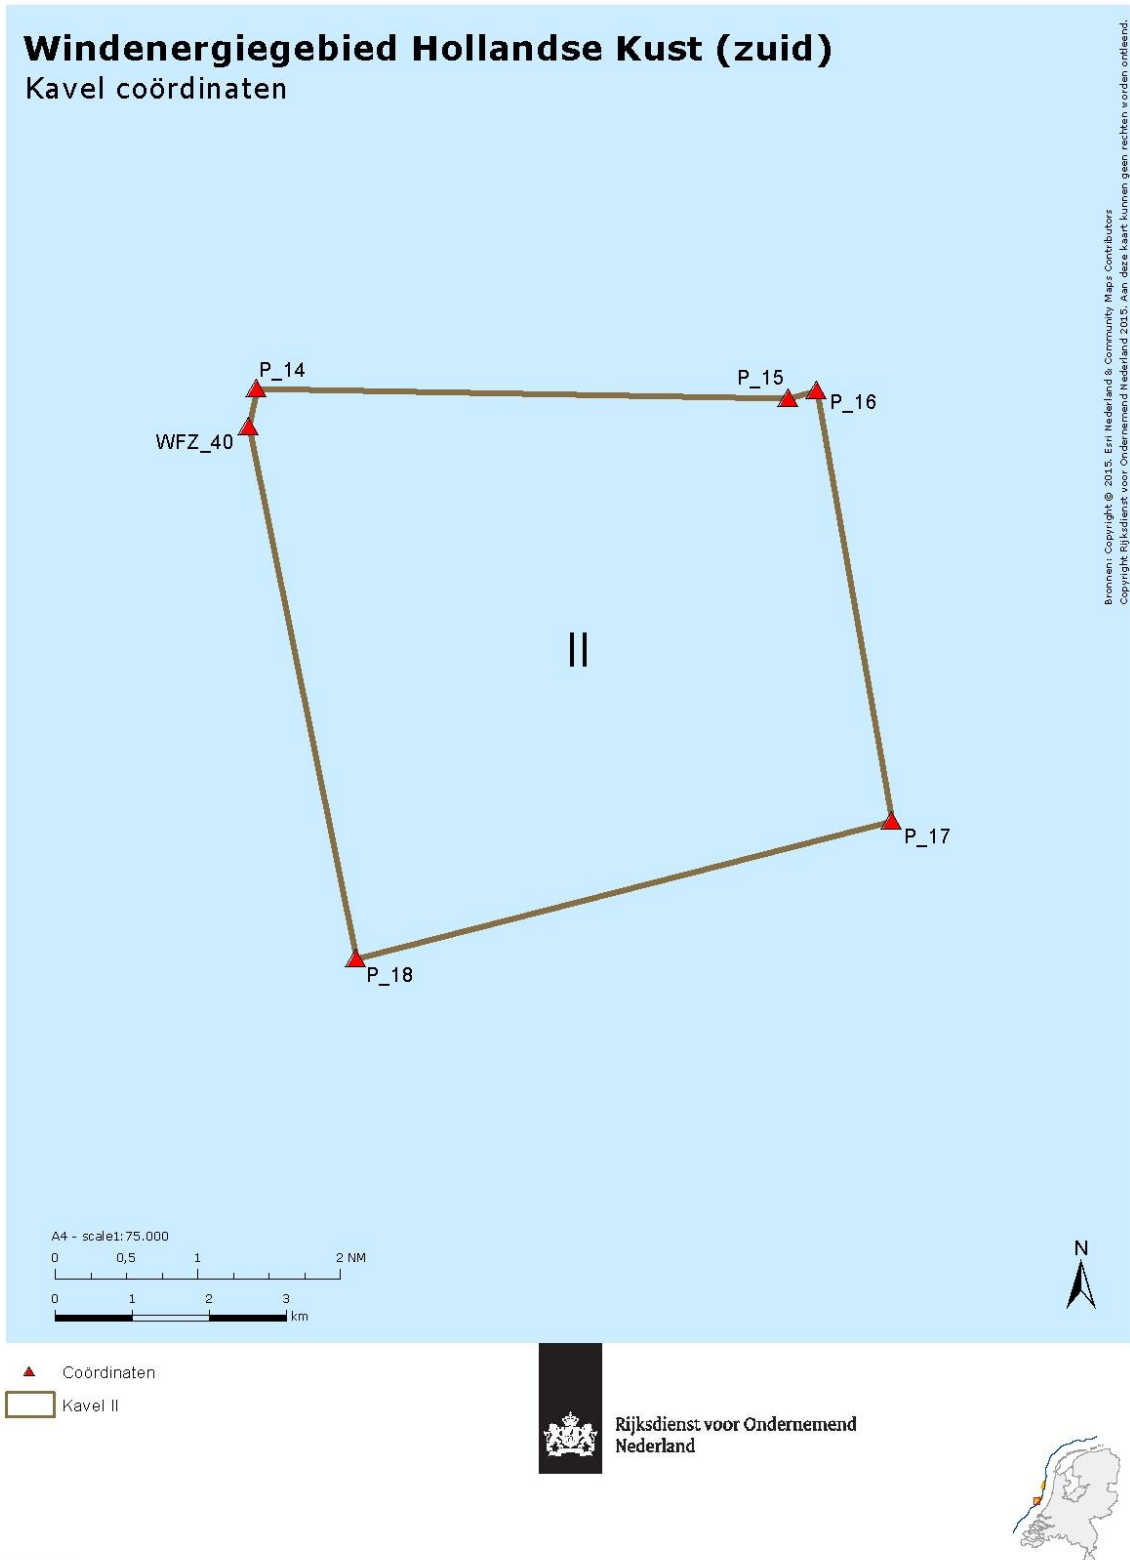 Windenergiegebied Hollandse Kust (zuid)
Kavel coördinaten
Bronnen: Copyright © 2015. Esri Nederland & Community Maps Contributors
Copyright Rijksdienst voor Ondernemend Nederland 2015. Aan deze kaart kunnen geen rechten worden ontleend.
P_14
P_15
P_16
WFZ_40
II
P_17
P_18
A4 - scale1:75.000
0 0,5 1 2 NM
0 1 2 3
km
N
Coördinaten
Kavel II
Rijksdienst voor Ondernemend
Nederland